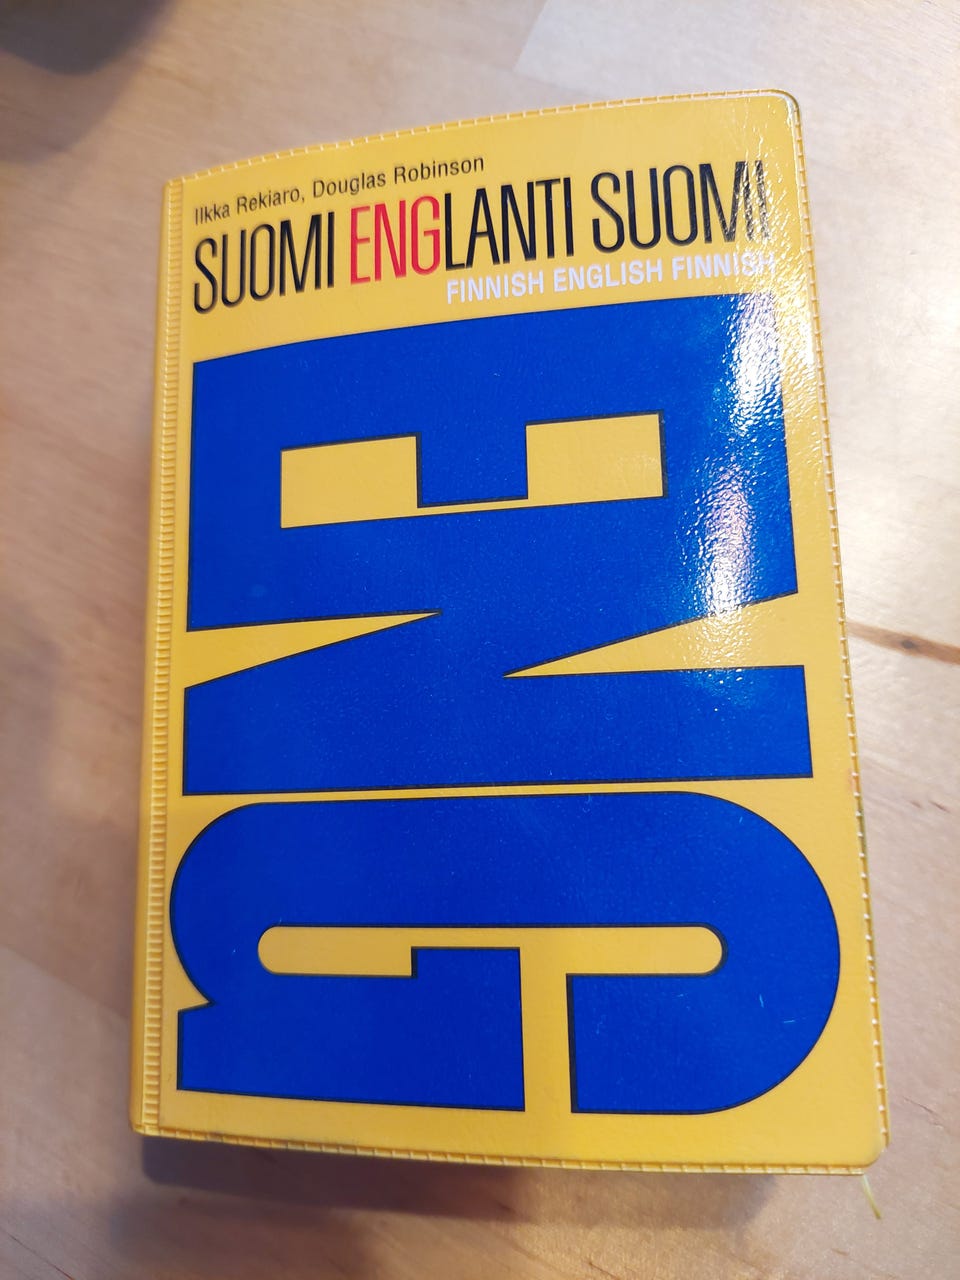 Ilkka Rekiaro, Douglas Robinson
SUOMI ENGLANTI SUOMI
FINNISH ENGLISH FINNISH
ENG